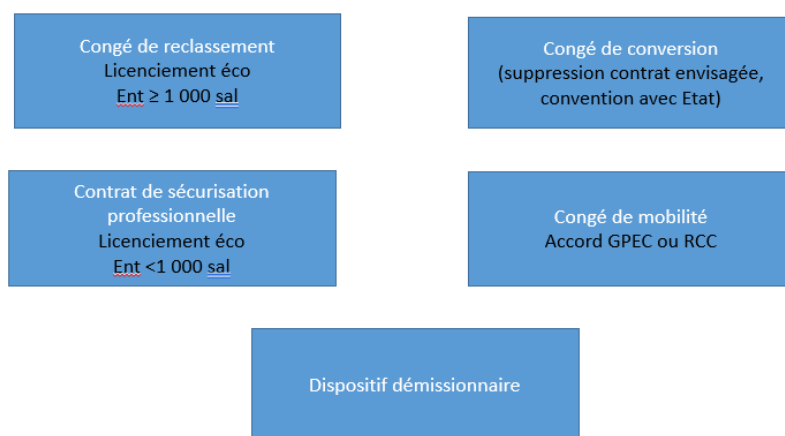 Congé de reclassement
Licenciement éco
Ent ≥ 1 000 sal
Congé de conversion
(suppression contrat envisagée,
convention avec Etat)
Contrat de sécurisation
professionnelle
Licenciement éco
Ent <1 000 sal
Congé de mobilité
Accord GPEC ou RCC
Dispositif démissionnaire